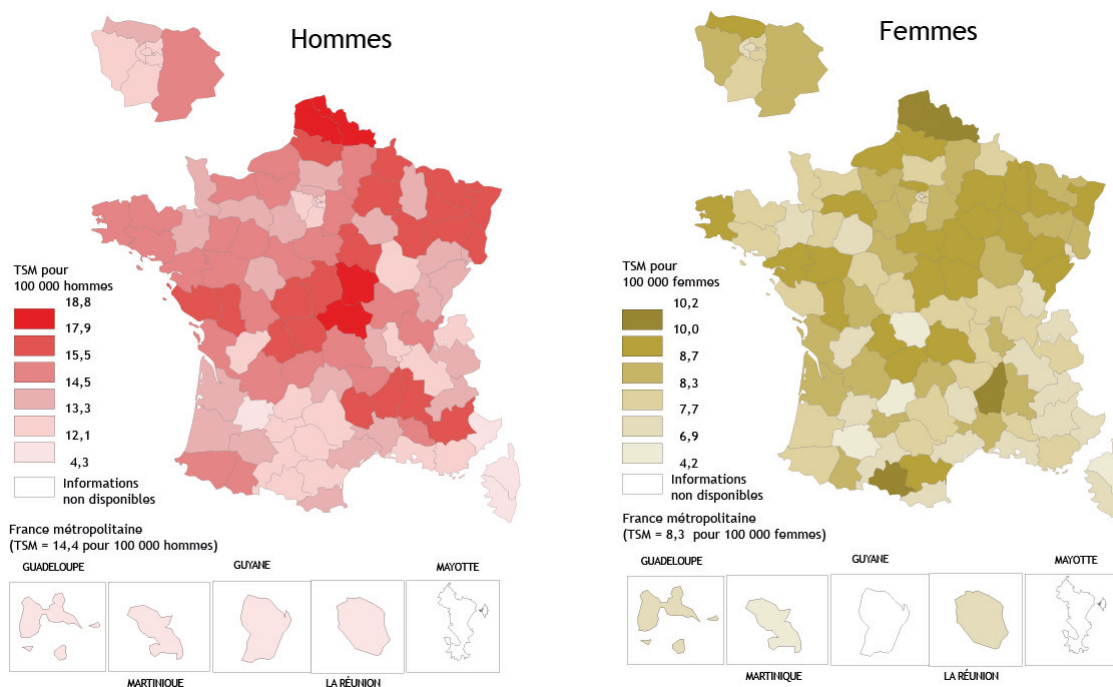 Hommes
TSM pour
100 000 hommes
18,8
17,9
15,5
14,5
13,3
12,1
4,3
Informations
non disponibles
France métropolitaine
(TSM = 14,4 pour 100 000 hommes)
GUADELOUPE
GUYANE
MAYOTTE
MARTINIQUE
LA RÉUNION
Femmes
TSM pour
100 000 femmes
10,2
10,0
8,7
8,3
7,7
6,9
4,2
Informations
non disponibles
France métropolitaine
(TSM = 8,3 pour 100 000 femmes)
GUADELOUPE
GUYANE
MAYOTTE
MARTINIQUE
LA RÉUNION